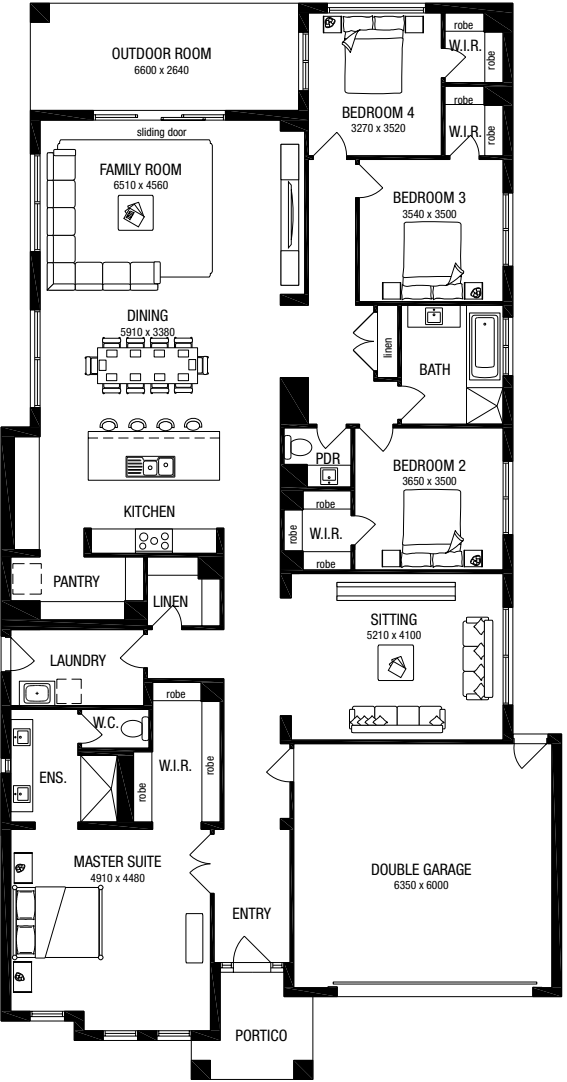 OUTDOOR ROOM
6600 x 2640
robe
W.I.R.
robe
BEDROOM 4
3270 x 3520
robe
W.I.R.
robe
sliding door
FAMILY ROOM
6510 x 4560
BEDROOM 3
3540 x 3500
DINING
5910 x 3380
linen
BATH
PDR
BEDROOM 2
3650 x 3500
KITCHEN
robe
robe
W.I.R.
robe
PANTRY
LINEN
SITTING
5210 x 4100
LAUNDRY
robe
W.C.
W.I.R.
robe
ENS.
robe
MASTER SUITE
4910 x 4480
DOUBLE GARAGE
6350 x 6000
ENTRY
PORTICO